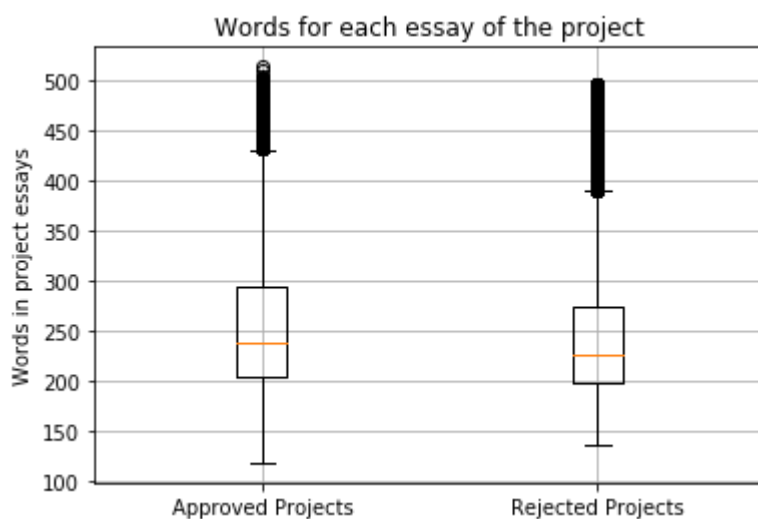 Words for each essay of the project
Words in project essays
500
450
400
350
300
250
200
150
100
Approved Projects
Rejected Projects